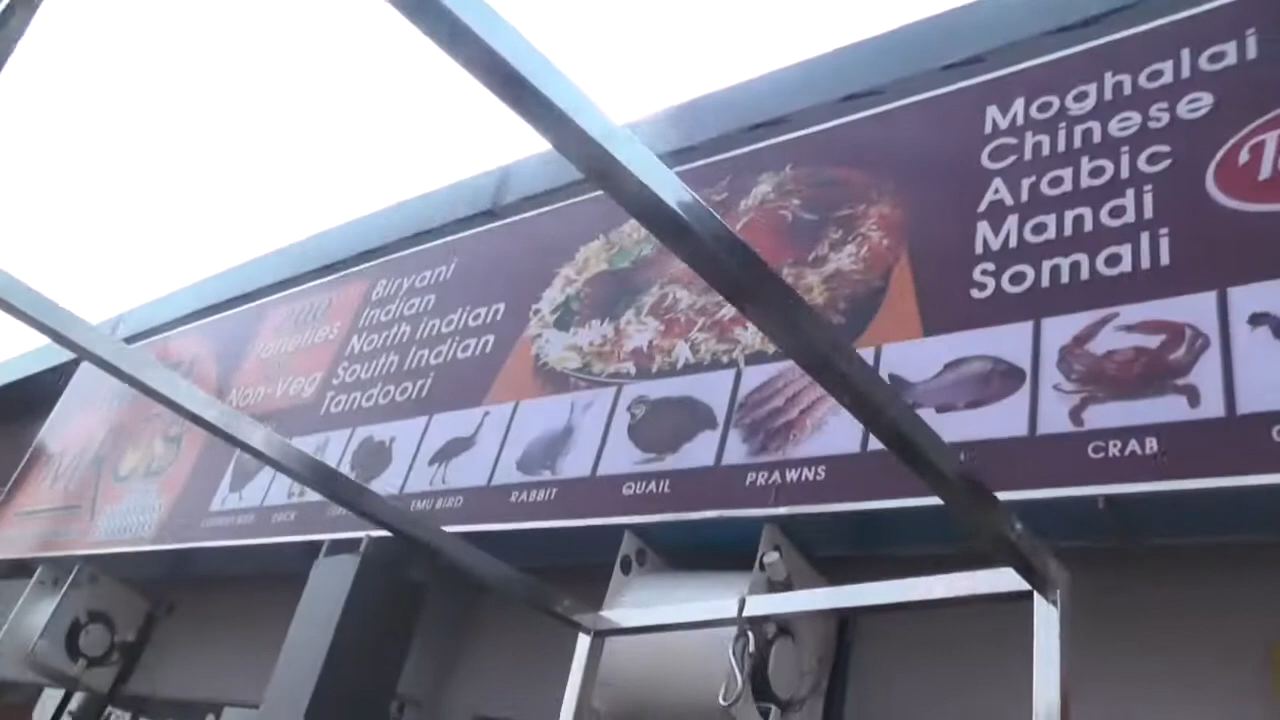 200
Varieties
Non-Veg
Biryani
Indian
North Indian
South Indian
Tandoori
Moghalai
Chinese
Arabic
Mandi
Somali
DUCK
EMU BIRD
RABBIT
QUAIL
PRAWNS
CRAB